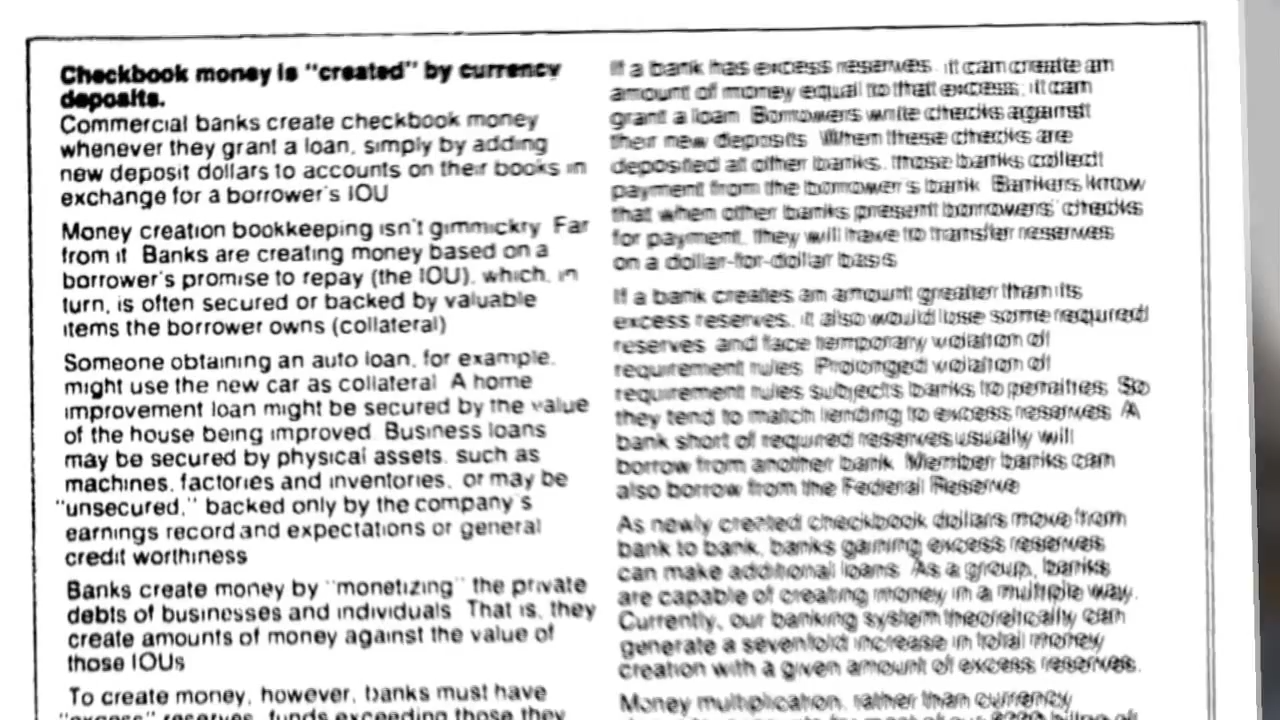 Checkbook money is "created" by currency
deposits.
Commercial banks create checkbook money
whenever they grant a loan, simply by adding
new deposit dollars to accounts on their books in
exchange for a borrower's IOU
Money creation bookkeeping isn't gimmickry Far
from it Banks are creating money based on a
borrower's promise to repay (the IOU), which, in
turn, is often secured or backed by valuable
items the borrower owns (collateral)
Someone obtaining an auto loan, for example,
might use the new car as collateral A home
improvement loan might be secured by the value
of the house being improved Business loans
may be secured by physical assets, such as
machines, factories and inventories, or may be
"unsecured," backed only by the company's
earnings record and expectations or general
credit worthiness
Banks create money by "monetizing" the private
debts of businesses and individuals That is, they
create amounts of money against the value of
those IOUs
To create money, however, banks must have
"excess" reserves, funds exceeding those they
If a bank has excess reserves, it can create an
amount of money equal to that excess; it can
grant a loan Borrowers write checks against
their new deposits When these checks are
deposited at other banks, those banks collect
payment from the borrower's bank Bankers know
that when other banks present borrowers' checks
for payment, they will have to transfer reserves
on a dollar-for-dollar basis
If a bank creates an amount greater than its
excess reserves, it also would lose some required
reserves and face temporary violation of
requirement rules Prolonged violation of
requirement rules subjects banks to penalties So
they tend to match lending to excess reserves A
bank short of required reserves usually will
borrow from another bank Member banks can
also borrow from the Federal Reserve
As newly created checkbook dollars move from
bank to bank, banks gaining excess reserves
can make additional loans As a group, banks
are capable of creating money in a multiple way.
Currently, our banking system theoretically can
generate a sevenfold increase in total money
creation with a given amount of excess reserves.
Money multiplication, rather than currency